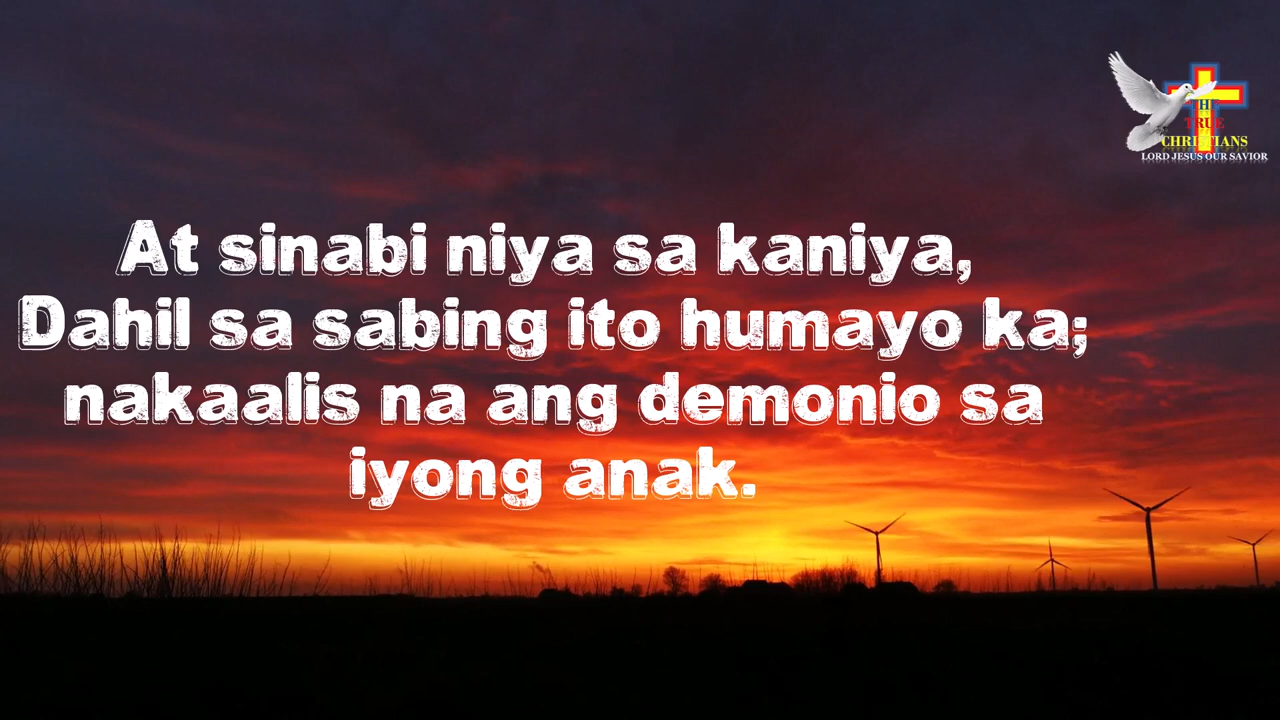 THE
TRUE
CHRISTIANS
LORD JESUS OUR SAVIOR
At sinabi niya sa kaniya,
Dahil sa sabing ito humayo ka;
nakaalis na ang demonio sa
iyong anak.